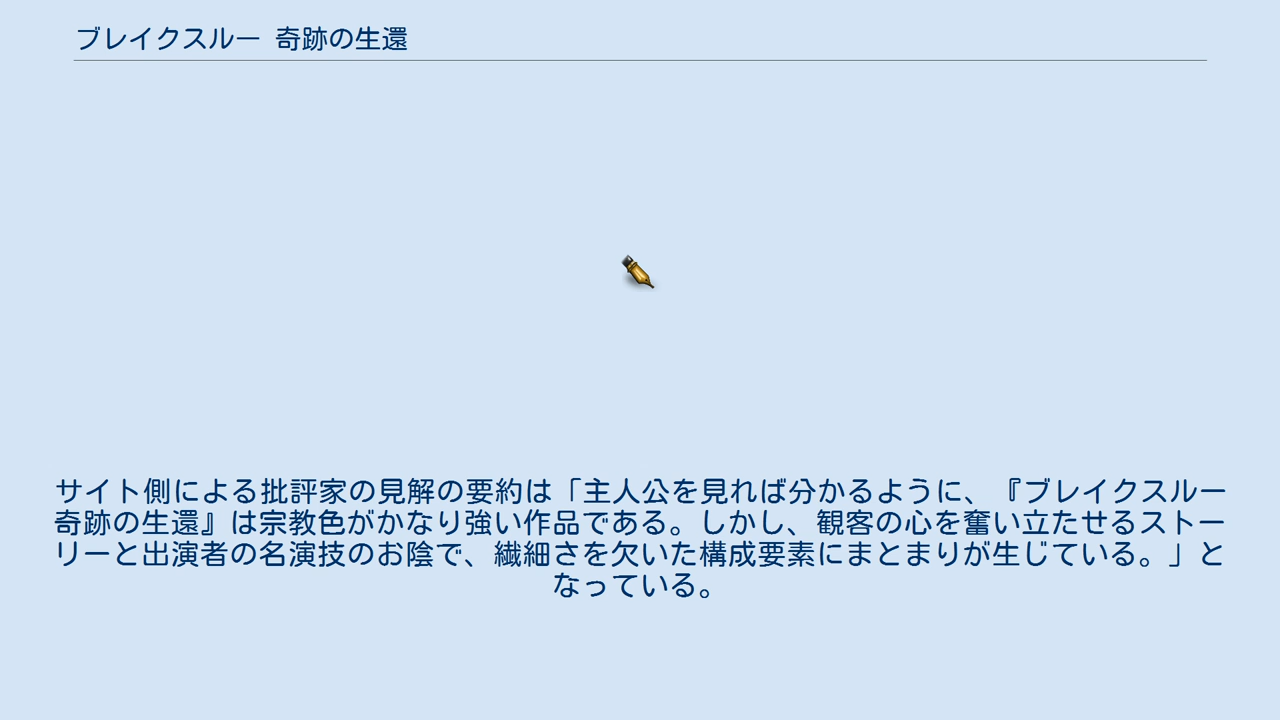 ブレイクスルー 奇跡の生還
サイト側による批評家の見解の要約は「主人公を見れば分かるように、『ブレイクスルー
奇跡の生還』は宗教色がかなり強い作品である。しかし、観客の心を奮い立たせるストー
リーと出演者の名演技のお陰で、繊細さを欠いた構成要素にまとまりが生じている。」と
なっている。